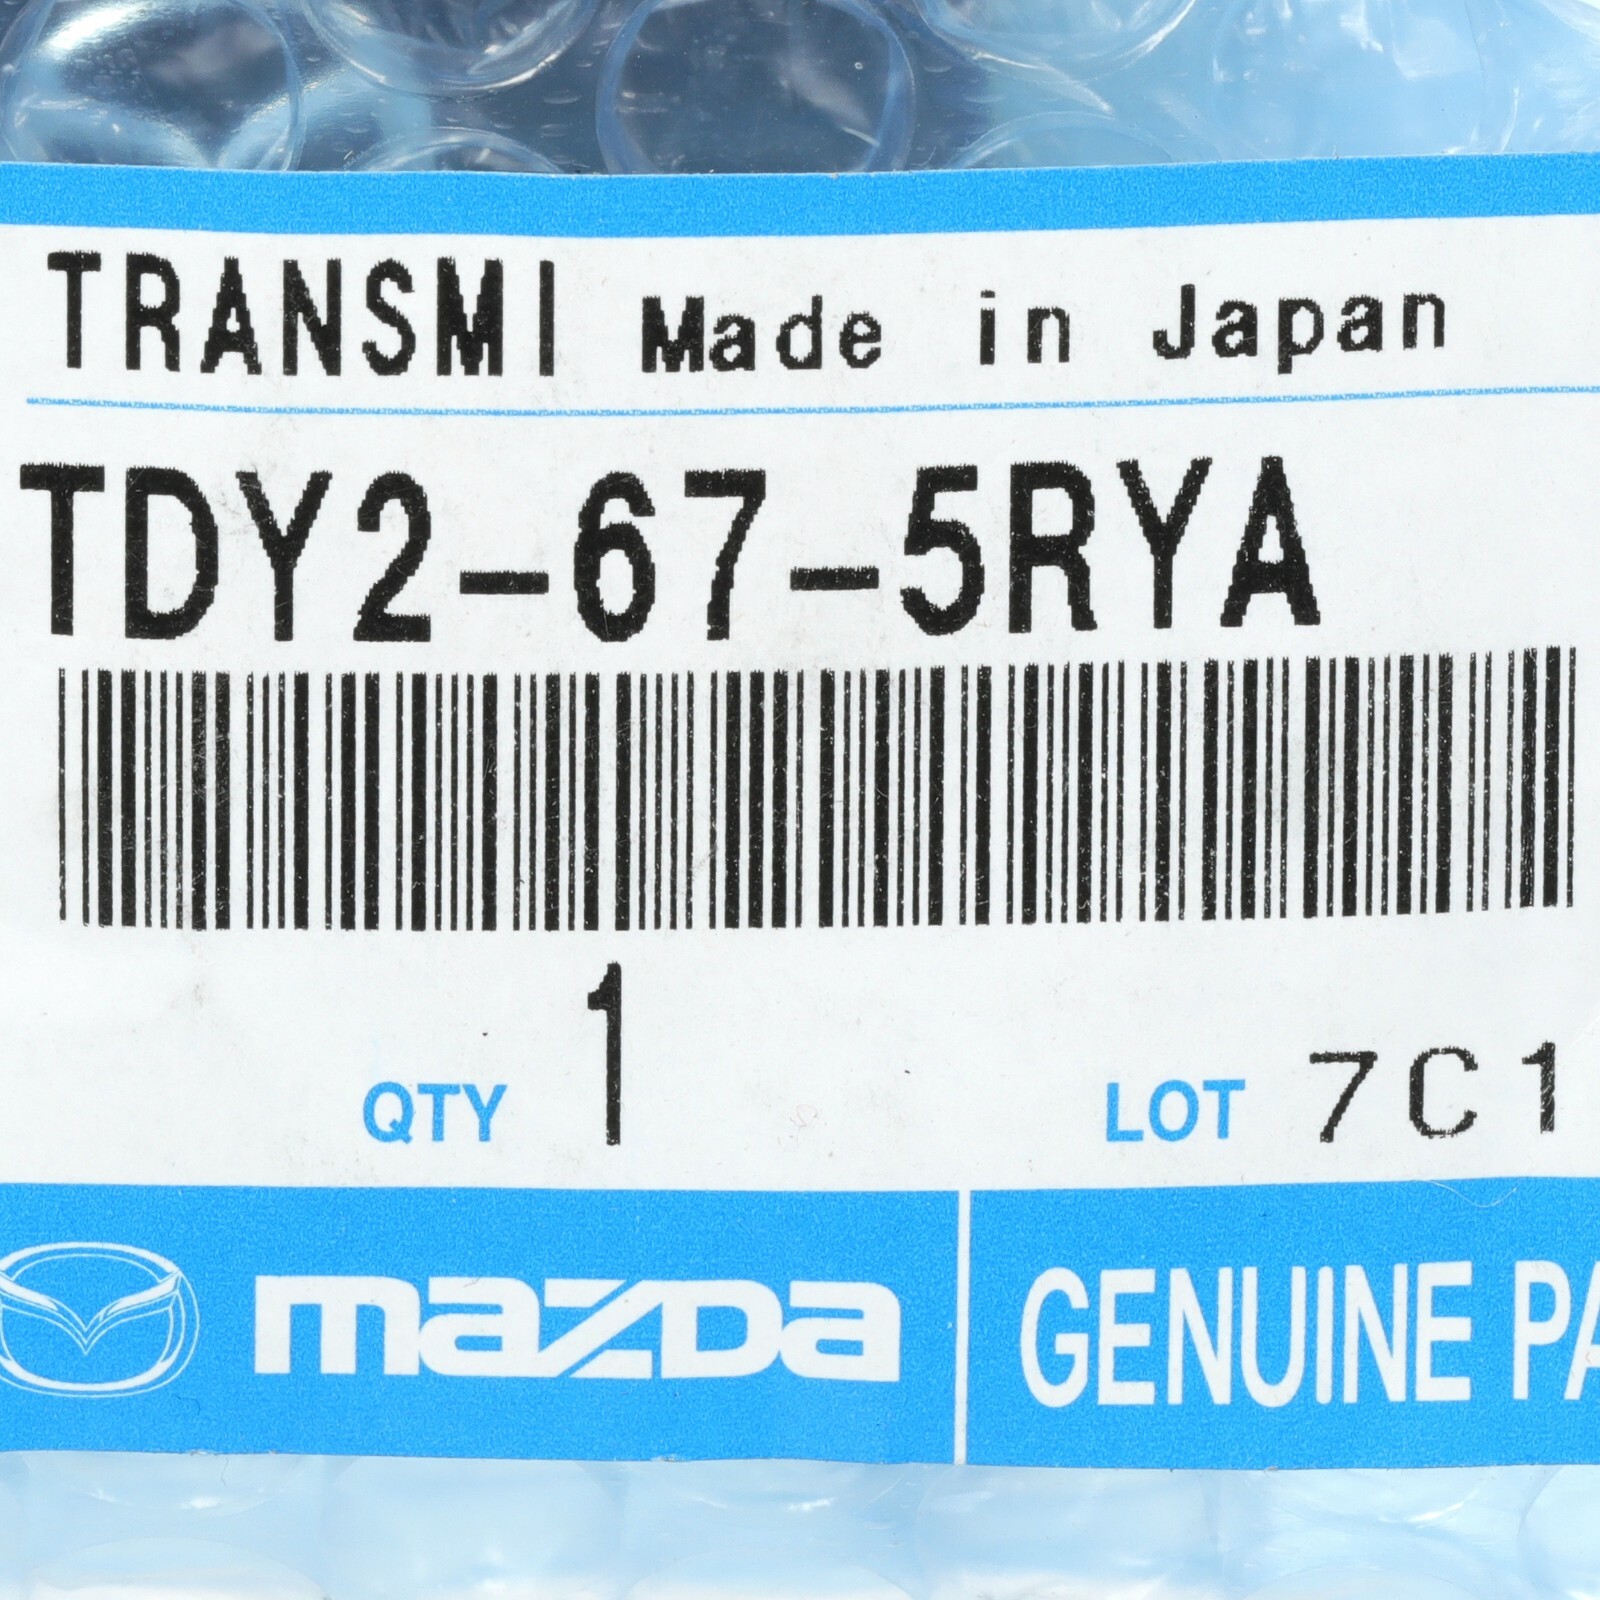 TRANSMI Made in Japan
TDY2-67-5RYA
QTY 1 LOT 7C1
mazda GENUINE PA